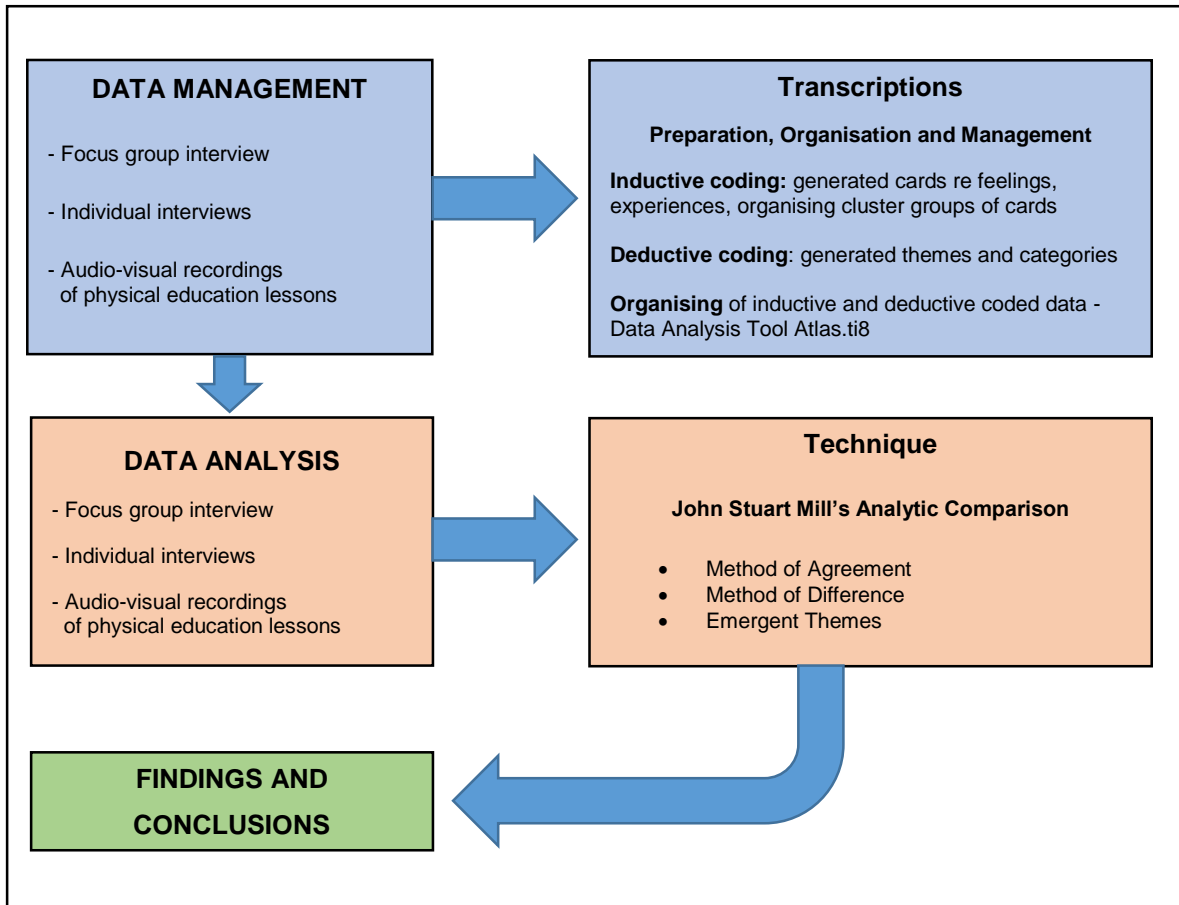 DATA MANAGEMENT
- Focus group interview
- Individual interviews
- Audio-visual recordings
of physical education lessons
Transcriptions
Preparation, Organisation and Management
Inductive coding: generated cards re feelings,
experiences, organising cluster groups of cards
Deductive coding: generated themes and categories
Organising of inductive and deductive coded data -
Data Analysis Tool Atlas.ti8
DATA ANALYSIS
- Focus group interview
- Individual interviews
- Audio-visual recordings
of physical education lessons
Technique
John Stuart Mill’s Analytic Comparison
• Method of Agreement
• Method of Difference
• Emergent Themes
FINDINGS AND
CONCLUSIONS